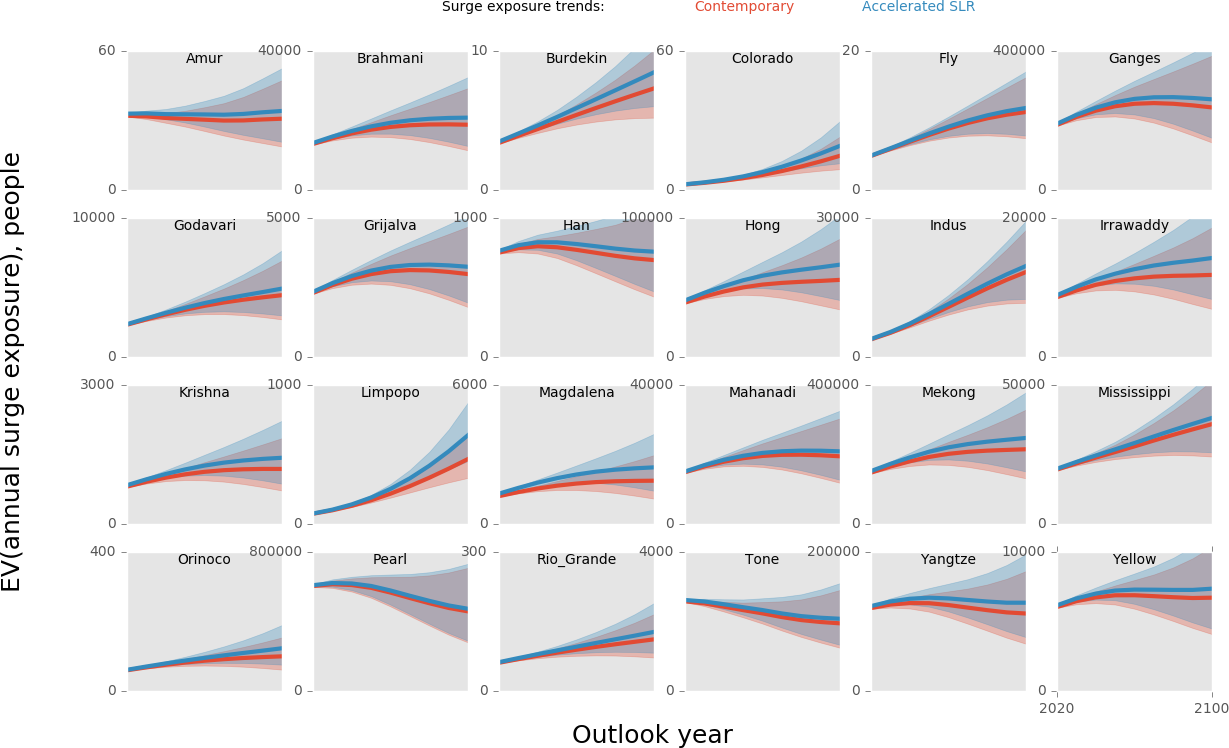 Surge exposure trends: Contemporary Accelerated SLR
60 40000 10 60 20 400000
Amur Brahmani Burdekin Colorado Fly Ganges
0 0 0 0 0 0
10000 5000 1000 100000 30000 20000
Godavari Grijalva Han Hong Indus Irrawaddy
0 0 0 0 0 0
3000 1000 6000 40000 400000 50000
Krishna Limpopo Magdalena Mahanadi Mekong Mississippi
0 0 0 0 0 0
400 800000 300 4000 200000 10000
Orinoco Pearl Rio_Grande Tone Yangtze Yellow
0 0 0 0 0 0
2020 2100
EV(annual surge exposure), people
Outlook year